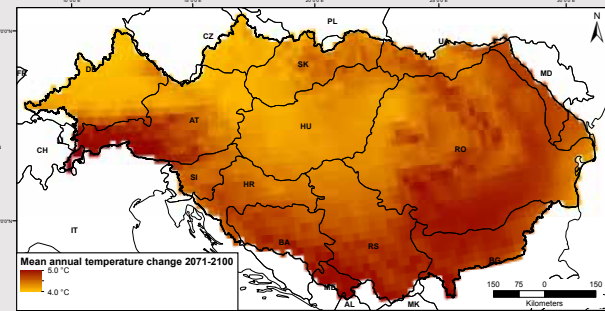 N
PL
CZ
UA
DE
SK
MD
FR
AT
HU
CH
RO
SI
HR
IT
BA
RS
BG
ME
AL
MK
Mean annual temperature change 2071-2100
5.0 °C
4.0 °C
150 75 0 150
Kilometers